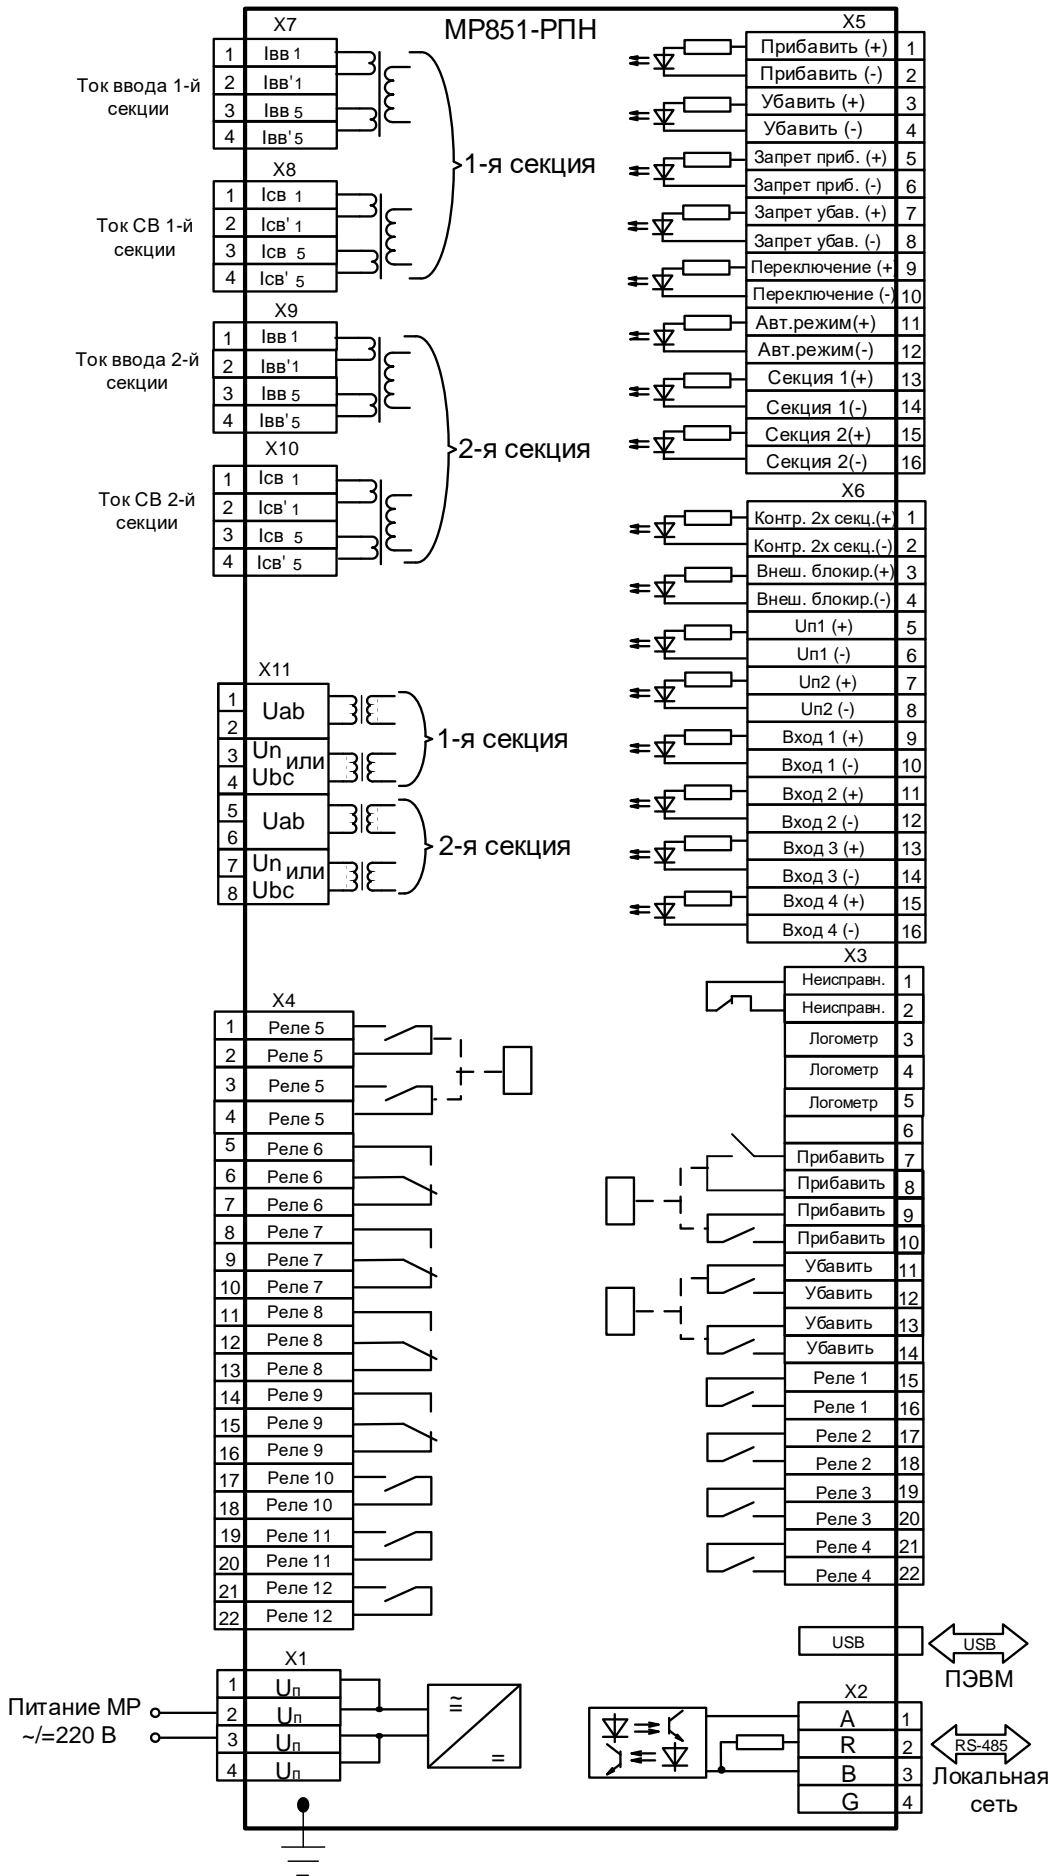 МР851-РПН
X7
1 Iвв 1
2 Iвв'1
3 Iвв 5
4 Iвв'5
Ток ввода 1-й
секции
X8
1 Iсв 1
2 Iсв' 1
3 Iсв 5
4 Iсв' 5
Ток СВ 1-й
секции
1-я секция
X9
1 Iвв 1
2 Iвв'1
3 Iвв 5
4 Iвв'5
Ток ввода 2-й
секции
X10
1 Iсв 1
2 Iсв' 1
3 Iсв 5
4 Iсв' 5
Ток СВ 2-й
секции
2-я секция
X11
1
2
Uab
3
4
Un или
Ubc
1-я секция
5
6
Uab
7
8
Un или
Ubc
2-я секция
X4
1 Реле 5
2 Реле 5
3 Реле 5
4 Реле 5
5 Реле 6
6 Реле 6
7 Реле 6
8 Реле 7
9 Реле 7
10 Реле 7
11 Реле 8
12 Реле 8
13 Реле 8
14 Реле 9
15 Реле 9
16 Реле 9
17 Реле 10
18 Реле 10
19 Реле 11
20 Реле 11
21 Реле 12
22 Реле 12
X1
1 Uп
2 Uп
3 Uп
4 Uп
Питание МР
~/=220 В
≅
=
X5
Прибавить (+) 1
Прибавить (-) 2
Убавить (+) 3
Убавить (-) 4
Запрет приб. (+) 5
Запрет приб. (-) 6
Запрет убав. (+) 7
Запрет убав. (-) 8
Переключение (+ 9
Переключение (- 10
Авт.режим(+) 11
Авт.режим(-) 12
Секция 1(+) 13
Секция 1(-) 14
Секция 2(+) 15
Секция 2(-) 16
X6
Контр. 2х секц.(+ 1
Контр. 2х секц.(-) 2
Внеш. блокир.(+) 3
Внеш. блокир.(-) 4
Uп1 (+) 5
Uп1 (-) 6
Uп2 (+) 7
Uп2 (-) 8
Вход 1 (+) 9
Вход 1 (-) 10
Вход 2 (+) 11
Вход 2 (-) 12
Вход 3 (+) 13
Вход 3 (-) 14
Вход 4 (+) 15
Вход 4 (-) 16
X3
Неисправн. 1
Неисправн. 2
Логометр 3
Логометр 4
Логометр 5
6
Прибавить 7
Прибавить 8
Прибавить 9
Прибавить 10
Убавить 11
Убавить 12
Убавить 13
Убавить 14
Реле 1 15
Реле 1 16
Реле 2 17
Реле 2 18
Реле 3 19
Реле 3 20
Реле 4 21
Реле 4 22
USB
USB
ПЭВМ
X2
A 1
R 2
B 3
G 4
RS-485
Локальная
сеть